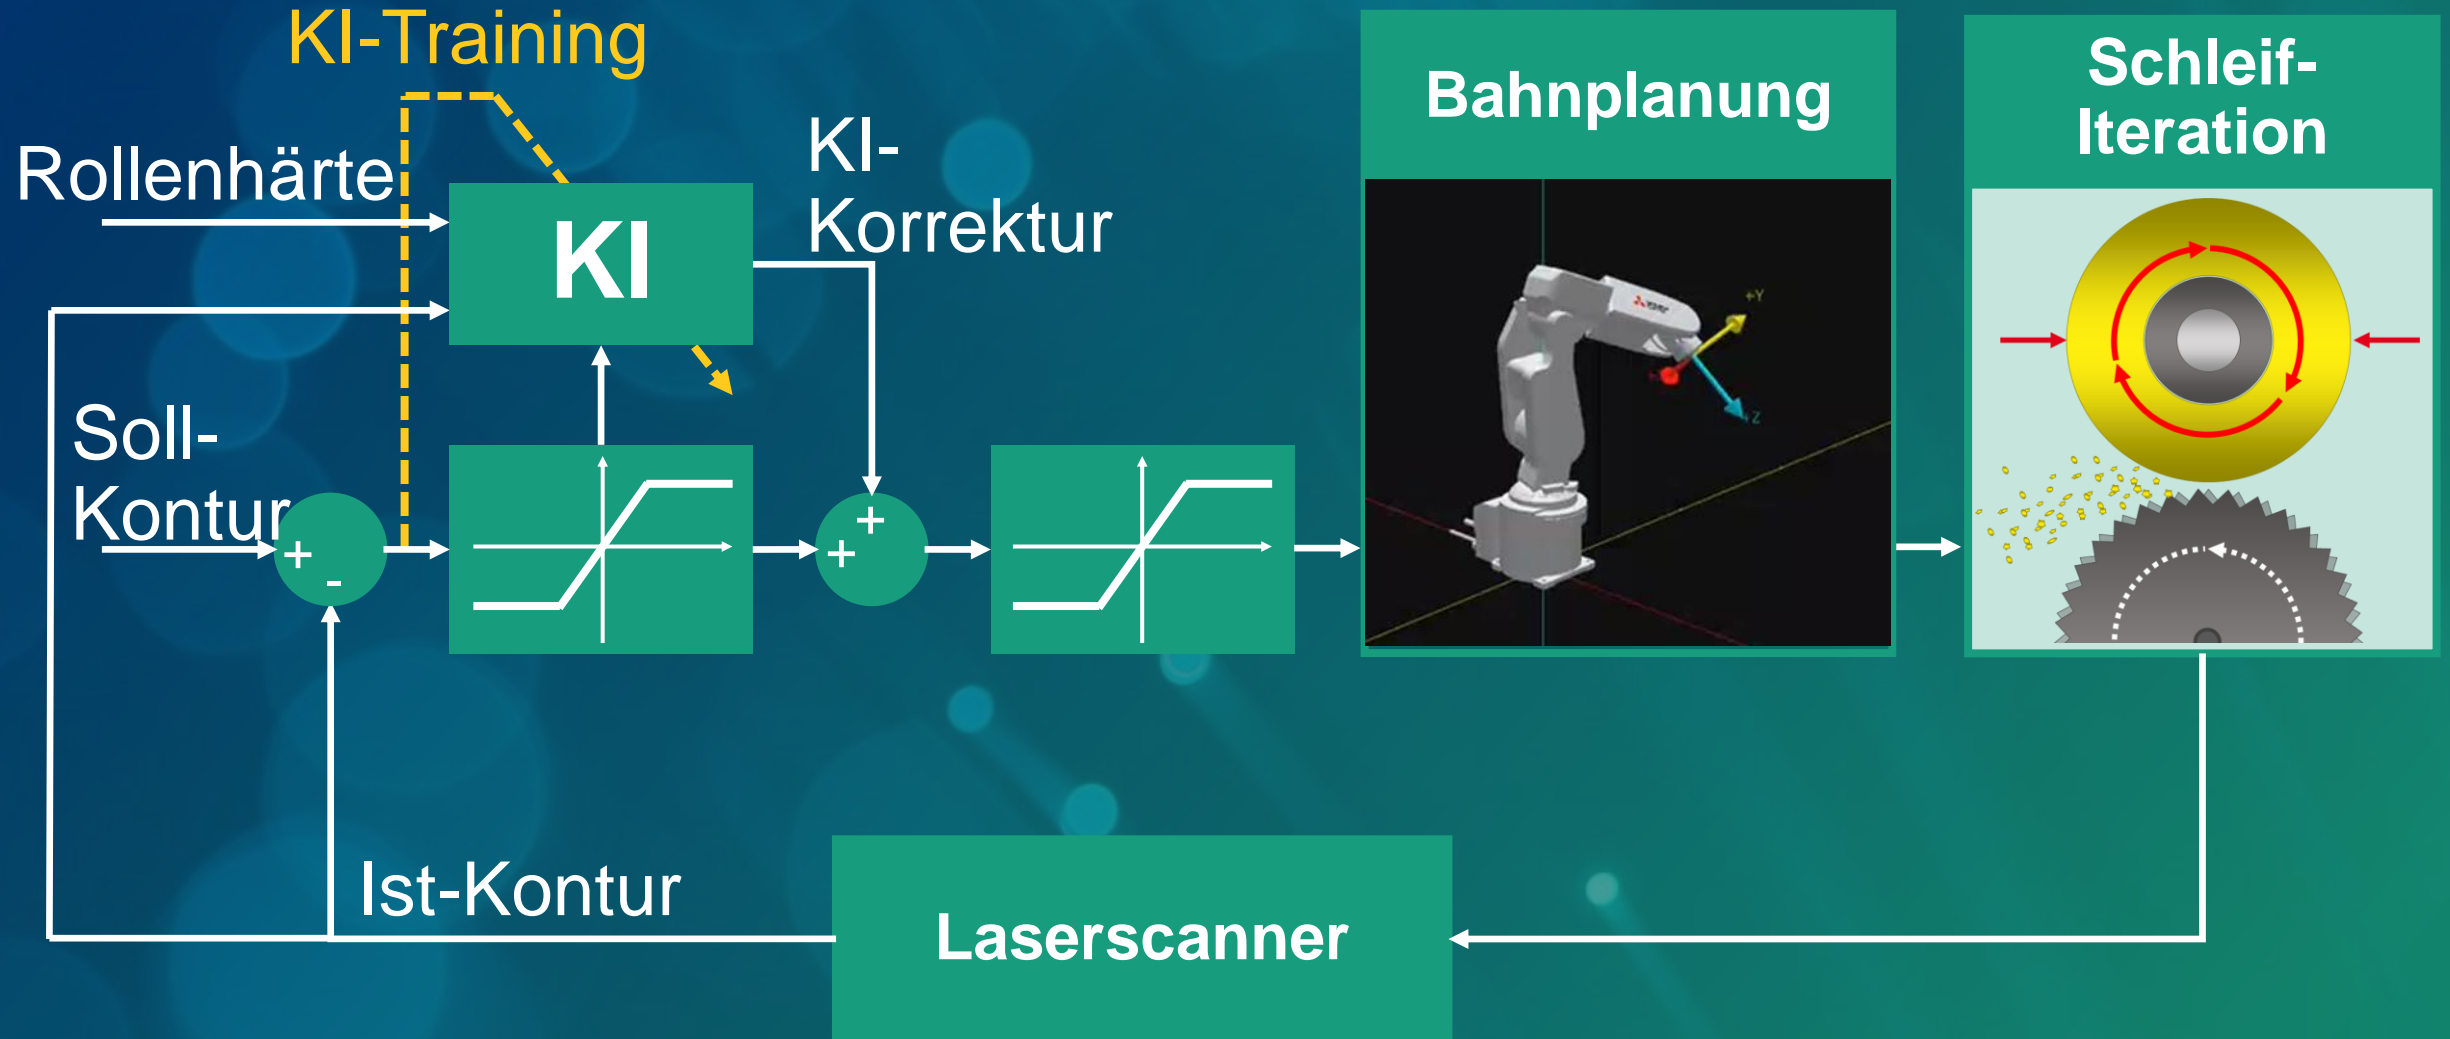 KI-Training
Rollenhärte
KI
KI-
Korrektur
Bahnplanung
+Y
Z
Schleif-
Iteration
Soll-
Kontur
+
-
+
+
Ist-Kontur
Laserscanner